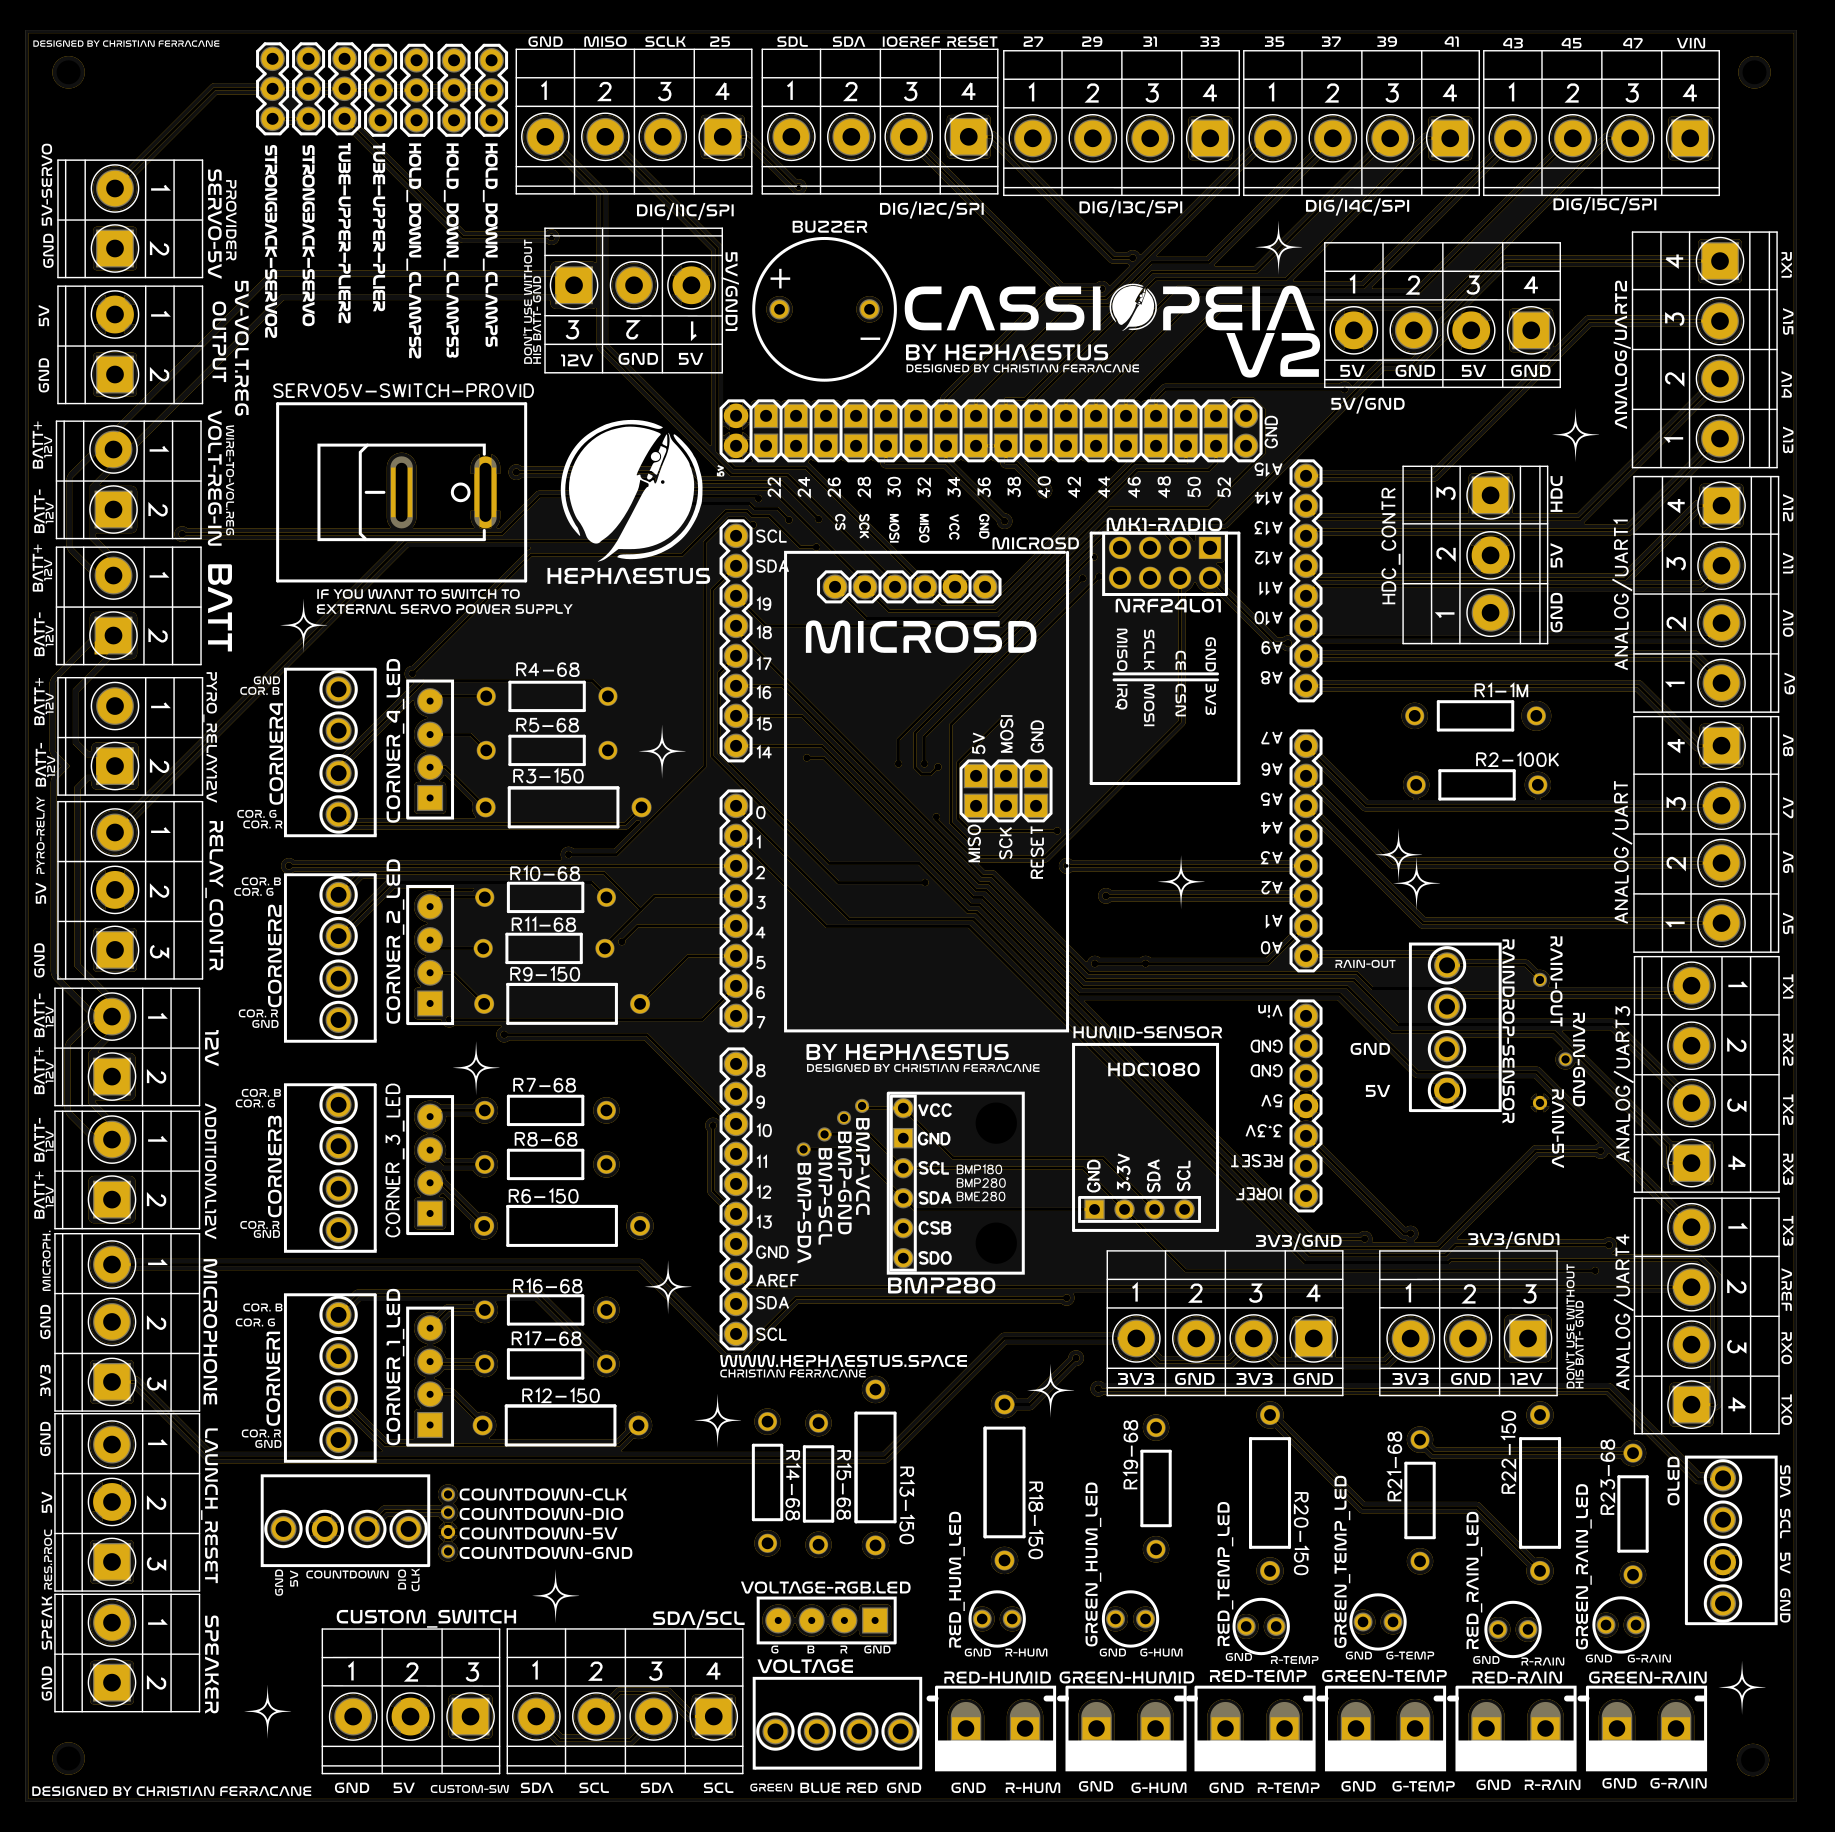 DESIGNED BY CHRISTIAN FERRACANE
GND MISO SCLK 25
1 2 3 4
DIG/I1C/SPI
SDL SDA IOEREF RESET
1 2 3 4
DIG/I2C/SPI
27 29 31 33
1 2 3 4
DIG/I3C/SPI
35 37 39 41
1 2 3 4
DIG/I4C/SPI
43 45 47 VIN
1 2 3 4
DIG/I5C/SPI
STRONGBACK-SERVO2
STRONGBACK-SERVO
TUBE-UPPER-PLIER2
TUBE-UPPER-PLIER
HOLD_DOWN_CLAMPS2
HOLD_DOWN_CLAMPS3
HOLD_DOWN_CLAMPS
GND 5V-SERVO
1 2
SERVO-5V
PROVIDER
5V
GND
1 2
OUTPUT
5V-VOLT.REG
BATT+ 12V
BATT- 12V
1 2
VOLT-REG-IN
WIRE-TO-VOL.REG
BATT+ 12V
BATT- 12V
1 2
BATT
BATT+ 12V
BATT- 12V
1 2
PYRO_RELAY12V
5V PYRO-RELAY
GND
1 2 3
RELAY_CONTR
BATT- 12V
BATT+ 12V
1 2
12V
BATT- 12V
BATT+ 12V
1 2
ADDITIONAL12V
MICROPH.
GND
3V3
1 2 3
MICROPHONE
GND
5V
RES.PROC
1 2 3
LAUNCH_RESET
GND SPEAK
1 2
SPEAKER
DON'T USE WITHOUT
HIS BATT- GND
3 2 1
12V GND 5V
5V/GND1
BUZZER
+ −
CASSIOPEIA
V2
BY HEPHAESTUS
DESIGNED BY CHRISTIAN FERRACANE
1 2 3 4
5V GND 5V GND
5V/GND
SERVO5V-SWITCH-PROVID
IF YOU WANT TO SWITCH TO
EXTERNAL SERVO POWER SUPPLY
HEPHAESTUS
5V
GND
22 24 26 28 30 32 34 36 38 40 42 44 46 48 50 52
CS SCK MOSI MISO VCC GND
MICROSD
MICROSD
MK1-RADIO
NRF24L01
MISO SCLK CE GND
IRQ MOSI CSN 3V3
SCL
SDA
19
18
17
16
15
14
0
1
2
3
4
5
6
7
8
9
10
11
12
13
GND
AREF
SDA
SCL
A15
A14
A13
A12
A11
A10
A9
A8
A7
A6
A5
A4
A3
A2
A1
A0
Vin
GND
GND
5V
3.3V
RESET
IOREF
5V MOSI GND
MISO SCK RESET
HDC_CONTR
3 2 1
HDC
5V
GND
R1-1M
R2-100K
RX1
A15
A14
A13
4 3 2 1
ANALOG/UART2
A12
A11
A10
A9
4 3 2 1
ANALOG/UART1
A8
A7
A6
A5
4 3 2 1
ANALOG/UART
TX1
RX2
TX2
RX3
1 2 3 4
ANALOG/UART3
TX3
AREF
RX0
TX0
1 2 3 4
ANALOG/UART4
RAIN-OUT
GND
5V
RAINDROP-SENSOR
RAIN-OUT
RAIN-GND
RAIN-5V
GND
COR. B
CORNER4
COR. G
COR. R
CORNER_4_LED
R4-68
R5-68
R3-150
COR. B
COR. G
CORNER2
COR. R
GND
CORNER_2_LED
R10-68
R11-68
R9-150
COR. B
COR. G
CORNER3
COR. R
GND
CORNER_3_LED
R7-68
R8-68
R6-150
COR. B
COR. G
CORNER1
COR. R
GND
CORNER_1_LED
R16-68
R17-68
R12-150
BY HEPHAESTUS
DESIGNED BY CHRISTIAN FERRACANE
BMP-VCC
BMP-GND
BMP-SCL
BMP-SDA
VCC
GND
SCL
SDA
CSB
SDO
BMP180
BMP280
BME280
BMP280
HUMID-SENSOR
HDC1080
GND 3.3V SDA SCL
3V3/GND
1 2 3 4
3V3 GND 3V3 GND
3V3/GND1
1 2 3
3V3 GND 12V
DON'T USE WITHOUT
HIS BATT- GND
WWW.HEPHAESTUS.SPACE
CHRISTIAN FERRACANE
COUNTDOWN-CLK
COUNTDOWN-DIO
COUNTDOWN-5V
COUNTDOWN-GND
GND 5V COUNTDOWN DIO CLK
R14-68
R15-68
R13-150
R18-150
R19-68
R20-150
R21-68
R22-150
R23-68
RED_HUM_LED
GREEN_HUM_LED
RED_TEMP_LED
GREEN_TEMP_LED
RED_RAIN_LED
GREEN_RAIN_LED
GND R-HUM
GND G-HUM
GND R-TEMP
GND G-TEMP
GND R-RAIN
GND G-RAIN
OLED
SDA SCL 5V GND
CUSTOM_SWITCH
1 2 3
GND 5V CUSTOM-SW
SDA/SCL
1 2 3 4
SDA SCL SDA SCL
VOLTAGE-RGB.LED
G B R GND
VOLTAGE
GREEN BLUE RED GND
RED-HUMID GREEN-HUMID RED-TEMP GREEN-TEMP RED-RAIN GREEN-RAIN
GND R-HUM GND G-HUM GND R-TEMP GND G-TEMP GND R-RAIN GND G-RAIN
DESIGNED BY CHRISTIAN FERRACANE